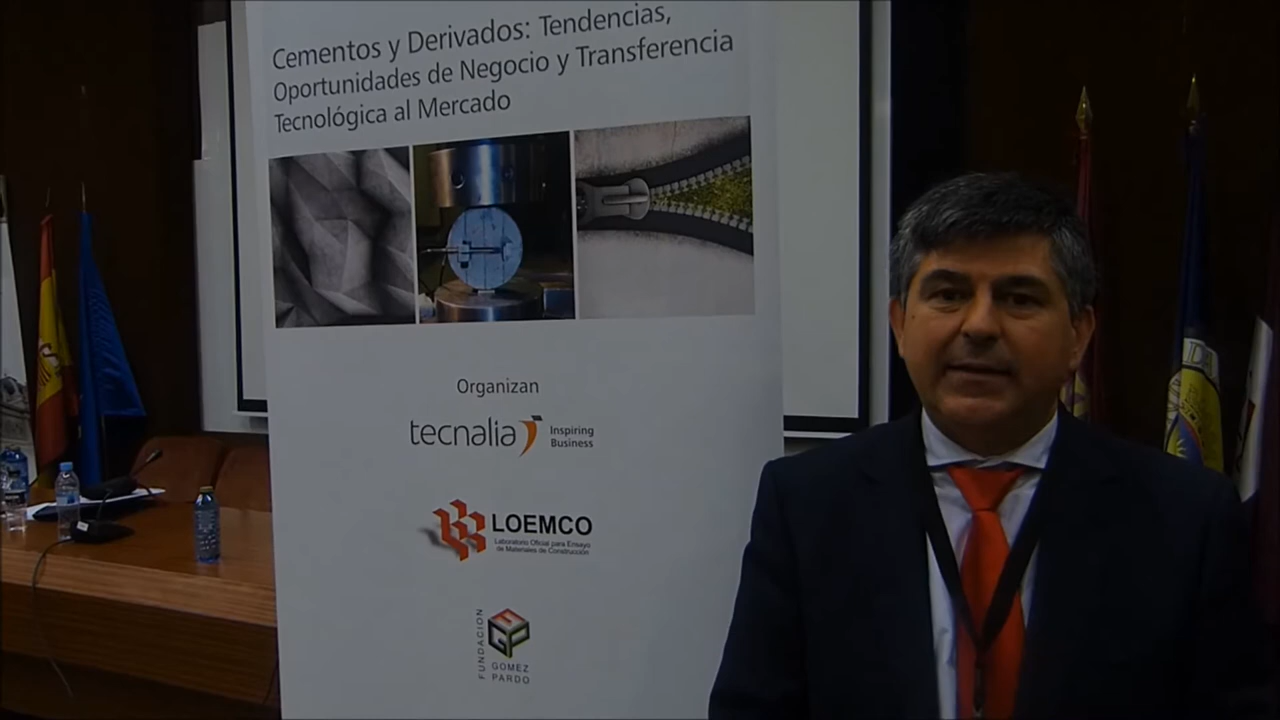 Cementos y Derivados: Tendencias,
Oportunidades de Negocio y Transferencia
Tecnológica al Mercado
Organizan
tecnalia
Inspiring
Business
LOEMCO
Laboratorio Oficial para Ensayo
de Materiales de Construcción
FUNDACION
GOMEZ
PARDO